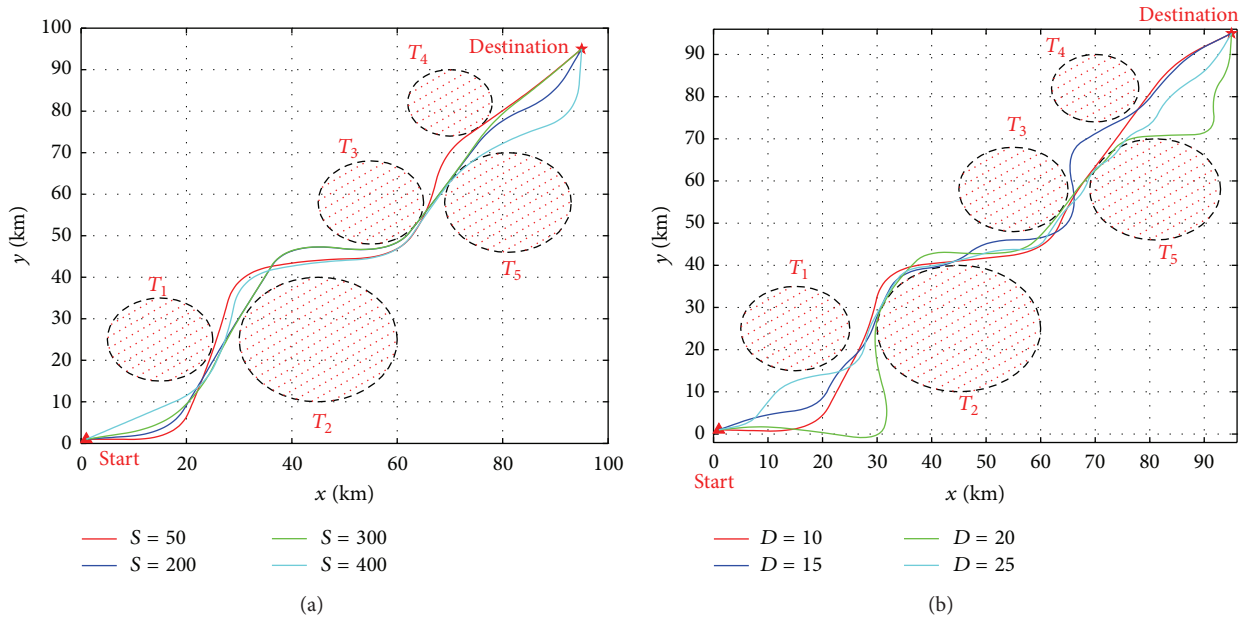 100
90
80
70
60
50
40
30
20
10
0
y (km)
0 20 40 60 80 100
x (km)
Destination
T4
T3
T5
T1
T2
Start
S = 50
S = 200
S = 300
S = 400
(a)
Destination
90
80
70
60
50
40
30
20
10
0
y (km)
0 10 20 30 40 50 60 70 80 90
x (km)
T4
T3
T5
T1
T2
Start
D = 10
D = 15
D = 20
D = 25
(b)